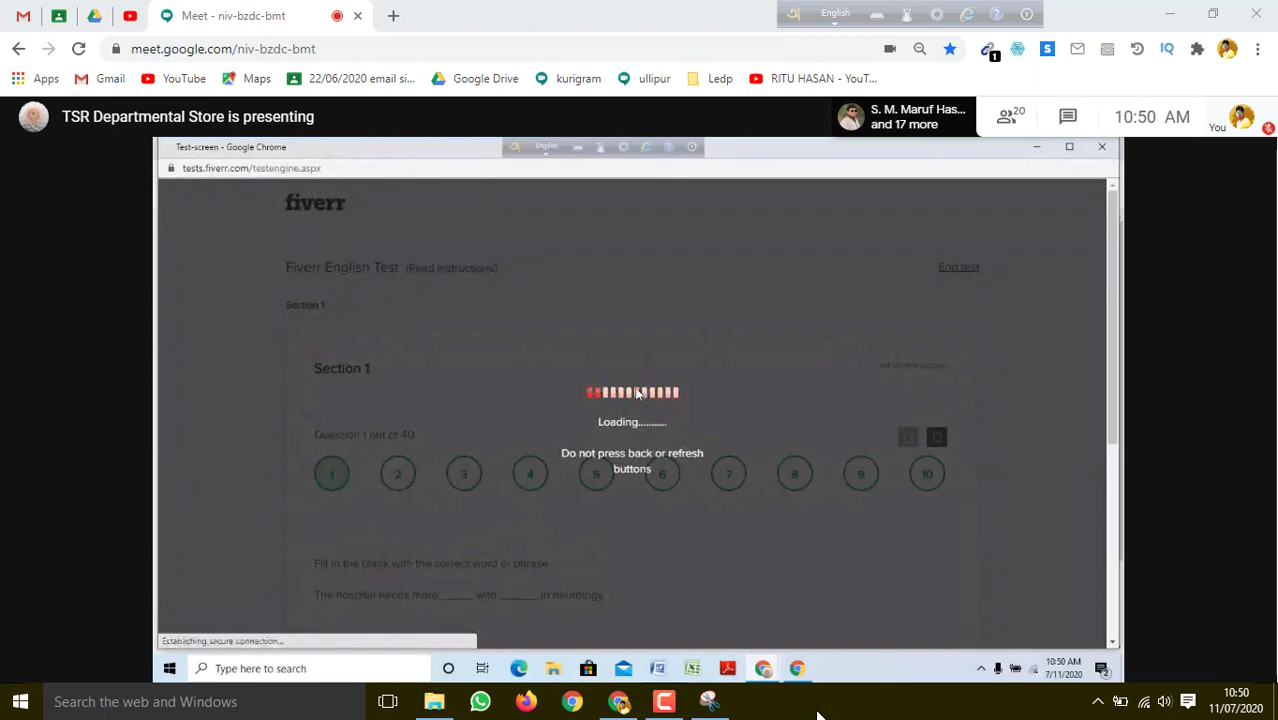 Meet - niv-bzdc-bmt
English
meet.google.com/niv-bzdc-bmt
1
Apps
Gmail
YouTube
Maps
22/06/2020 email si...
Google Drive
kurigram
ullipur
Ledp
RITU HASAN - YouT...
TSR Departmental Store is presenting
S. M. Maruf Has...
and 17 more
20
10:50 AM
You
Test-screen - Google Chrome
English
tests.fiverr.com/testengine.aspx
fiverr
Fiverr English Test (Read Instructions)
End test
Section 1
Section 1
Loading...........
Question 1 out of 40
Do not press back or refresh
buttons
1 2 3 4 5 6 7 8 9 10
Fill in the blank with the correct word or phrase.
The hospital needs more ______ with _______ in neurology.
Establishing secure connection...
Type here to search
10:50 AM
7/11/2020
2
Search the web and Windows
10:50
11/07/2020